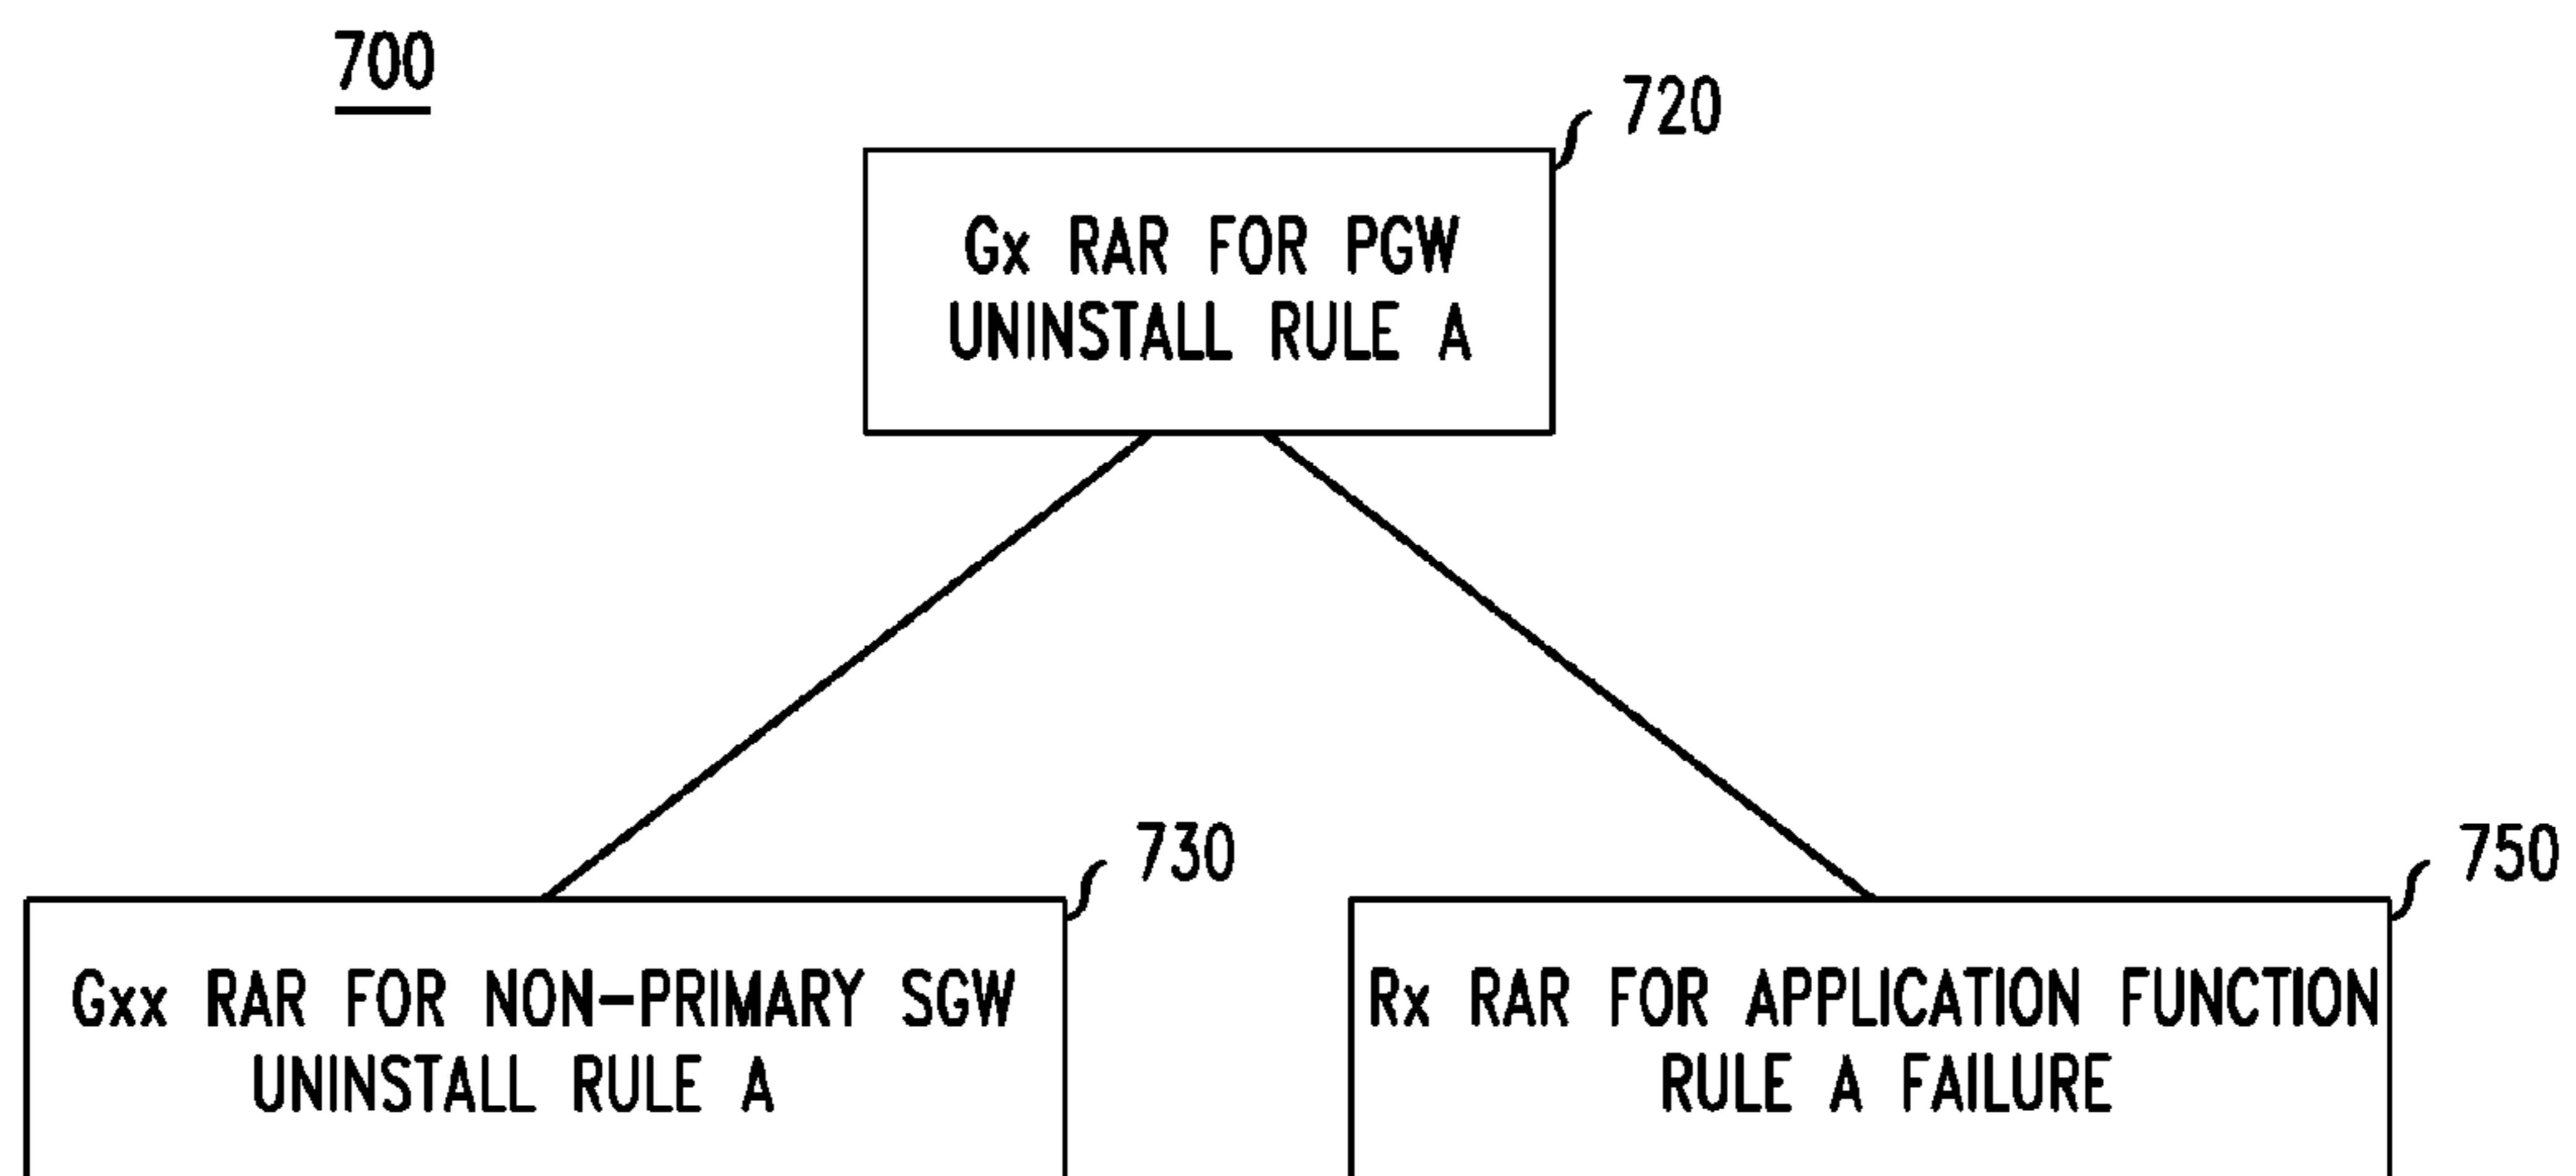 700
720
Gx RAR FOR PGW
UNINSTALL RULE A
730
750
Gxx RAR FOR NON-PRIMARY SGW
UNINSTALL RULE A
Rx RAR FOR APPLICATION FUNCTION
RULE A FAILURE